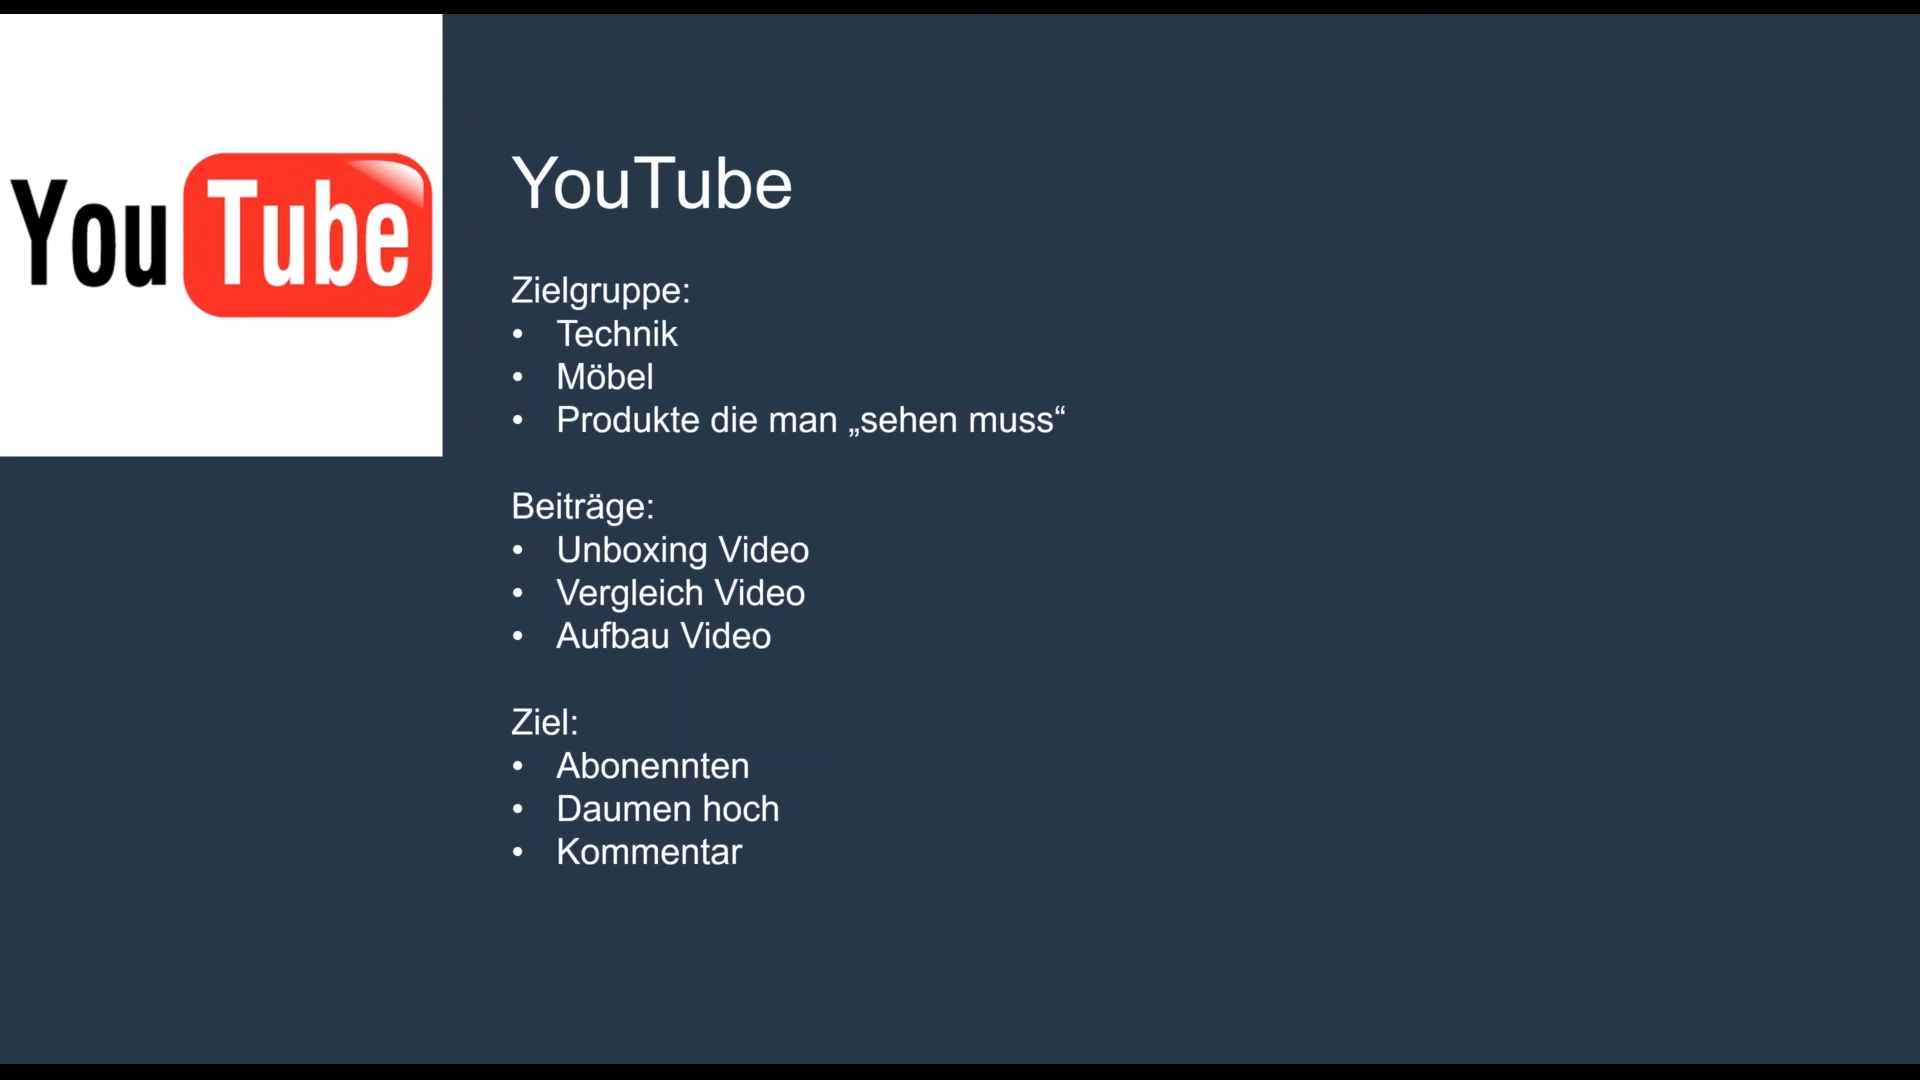 YouTube
YouTube
Zielgruppe:
• Technik
• Möbel
• Produkte die man „sehen muss“
Beiträge:
• Unboxing Video
• Vergleich Video
• Aufbau Video
Ziel:
• Abonennten
• Daumen hoch
• Kommentar